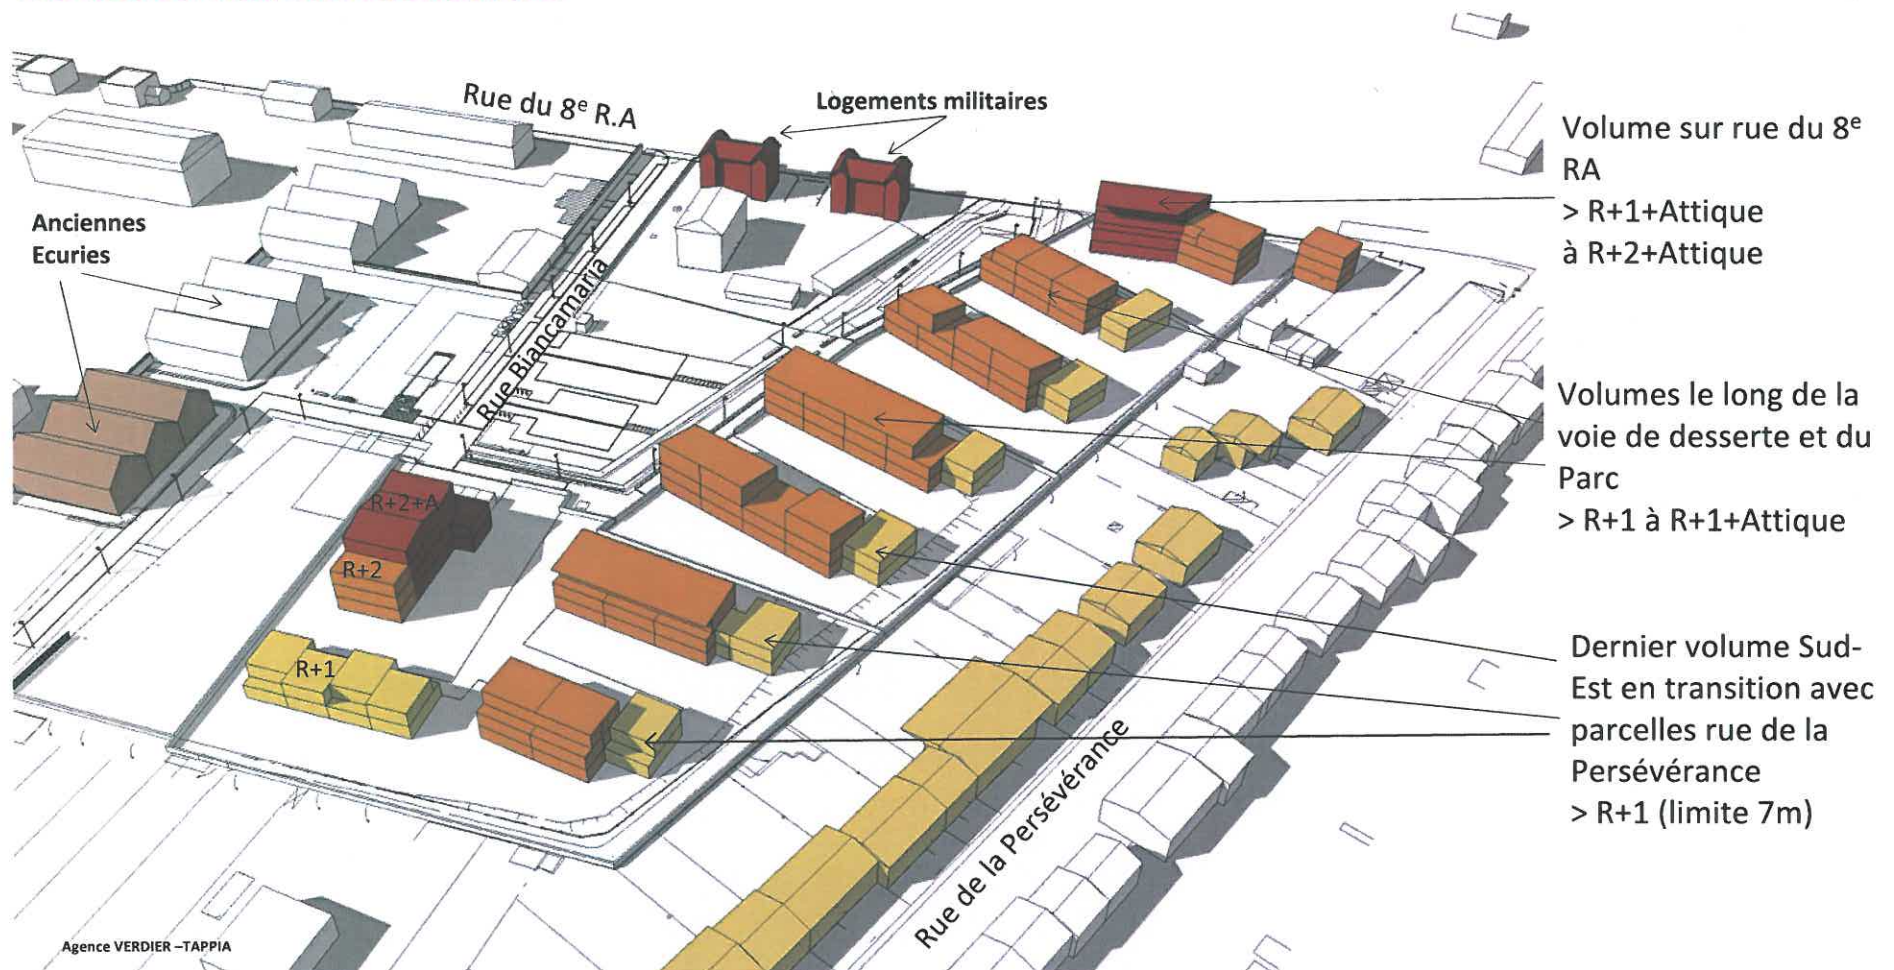 Rue du 8e R.A
Logements militaires
Anciennes
Ecuries
Rue Biancamaria
R+2+A
R+2
R+1
Rue de la Persévérance
Agence VERDIER –TAPPIA
Volume sur rue du 8e
RA
> R+1+Attique
à R+2+Attique
Volumes le long de la
voie de desserte et du
Parc
> R+1 à R+1+Attique
Dernier volume Sud-
Est en transition avec
parcelles rue de la
Persévérance
> R+1 (limite 7m)